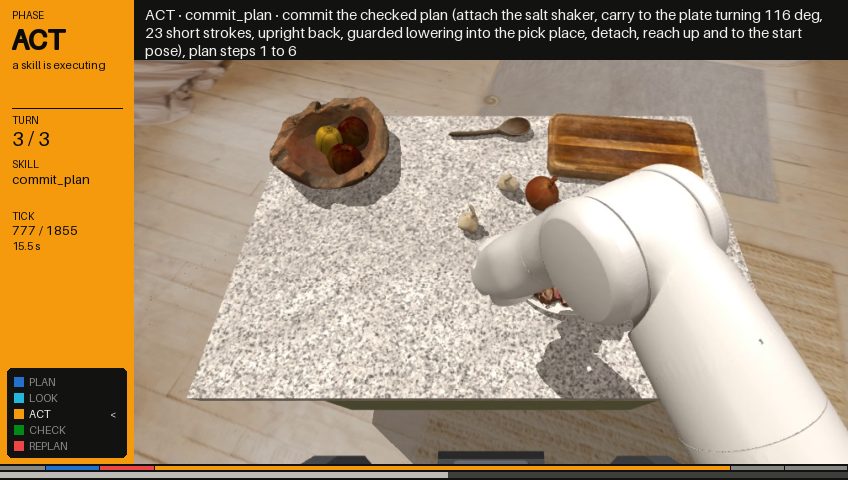 PHASE
ACT
a skill is executing
TURN
3 / 3
SKILL
commit_plan
TICK
777 / 1855
15.5 s
PLAN
LOOK
ACT <
CHECK
REPLAN
ACT · commit_plan · commit the checked plan (attach the salt shaker, carry to the plate turning 116 deg,
23 short strokes, upright back, guarded lowering into the pick place, detach, reach up and to the start
pose), plan steps 1 to 6